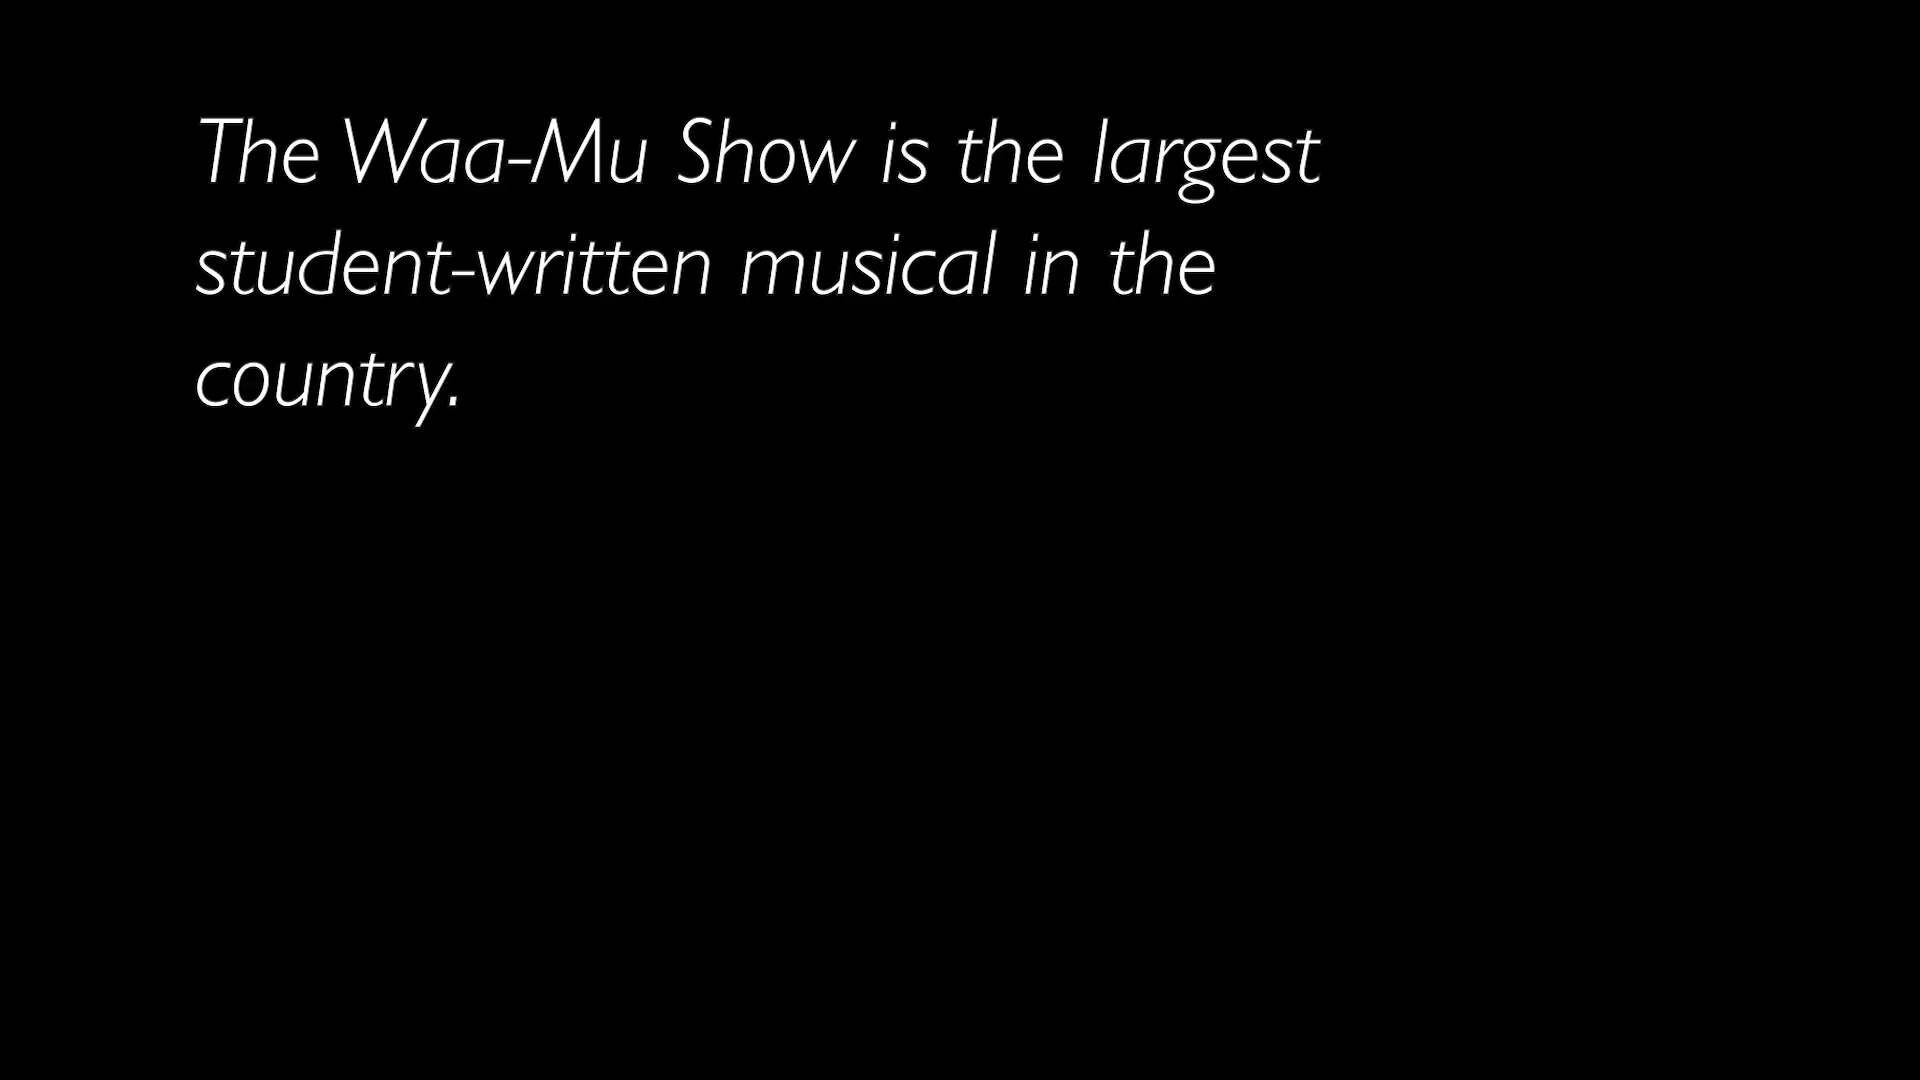 The Waa-Mu Show is the largest
student-written musical in the
country.